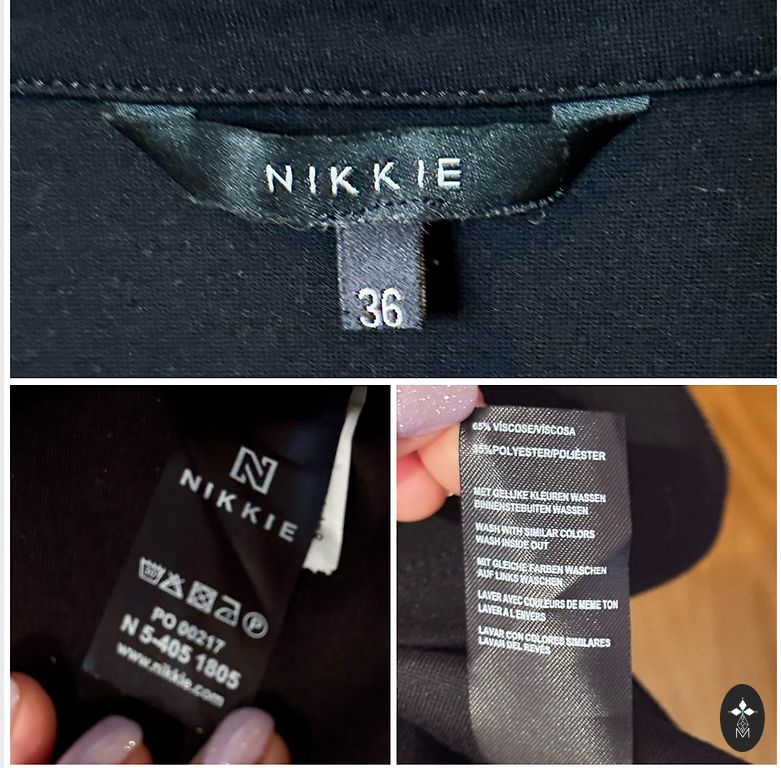 NIKKIE
36
N
NIKKIE
PO 00217
N 5-405 1805
www.nikkie.com
65% VISCOSE/VISCOSA
35%POLYESTER/POLIÉSTER
MET GELIJKE KLEUREN WASSEN
BINNENSTEBUITEN WASSEN
WASH WITH SIMILAR COLORS
WASH INSIDE OUT
MIT GLEICHE FARBEN WASCHEN
AUF LINKS WASCHEN
LAVER AVEC COULEURS DE MEME TON
LAVER A L'ENVERS
LAVAR CON COLORES SIMILARES
LAVAR DEL REVÉS